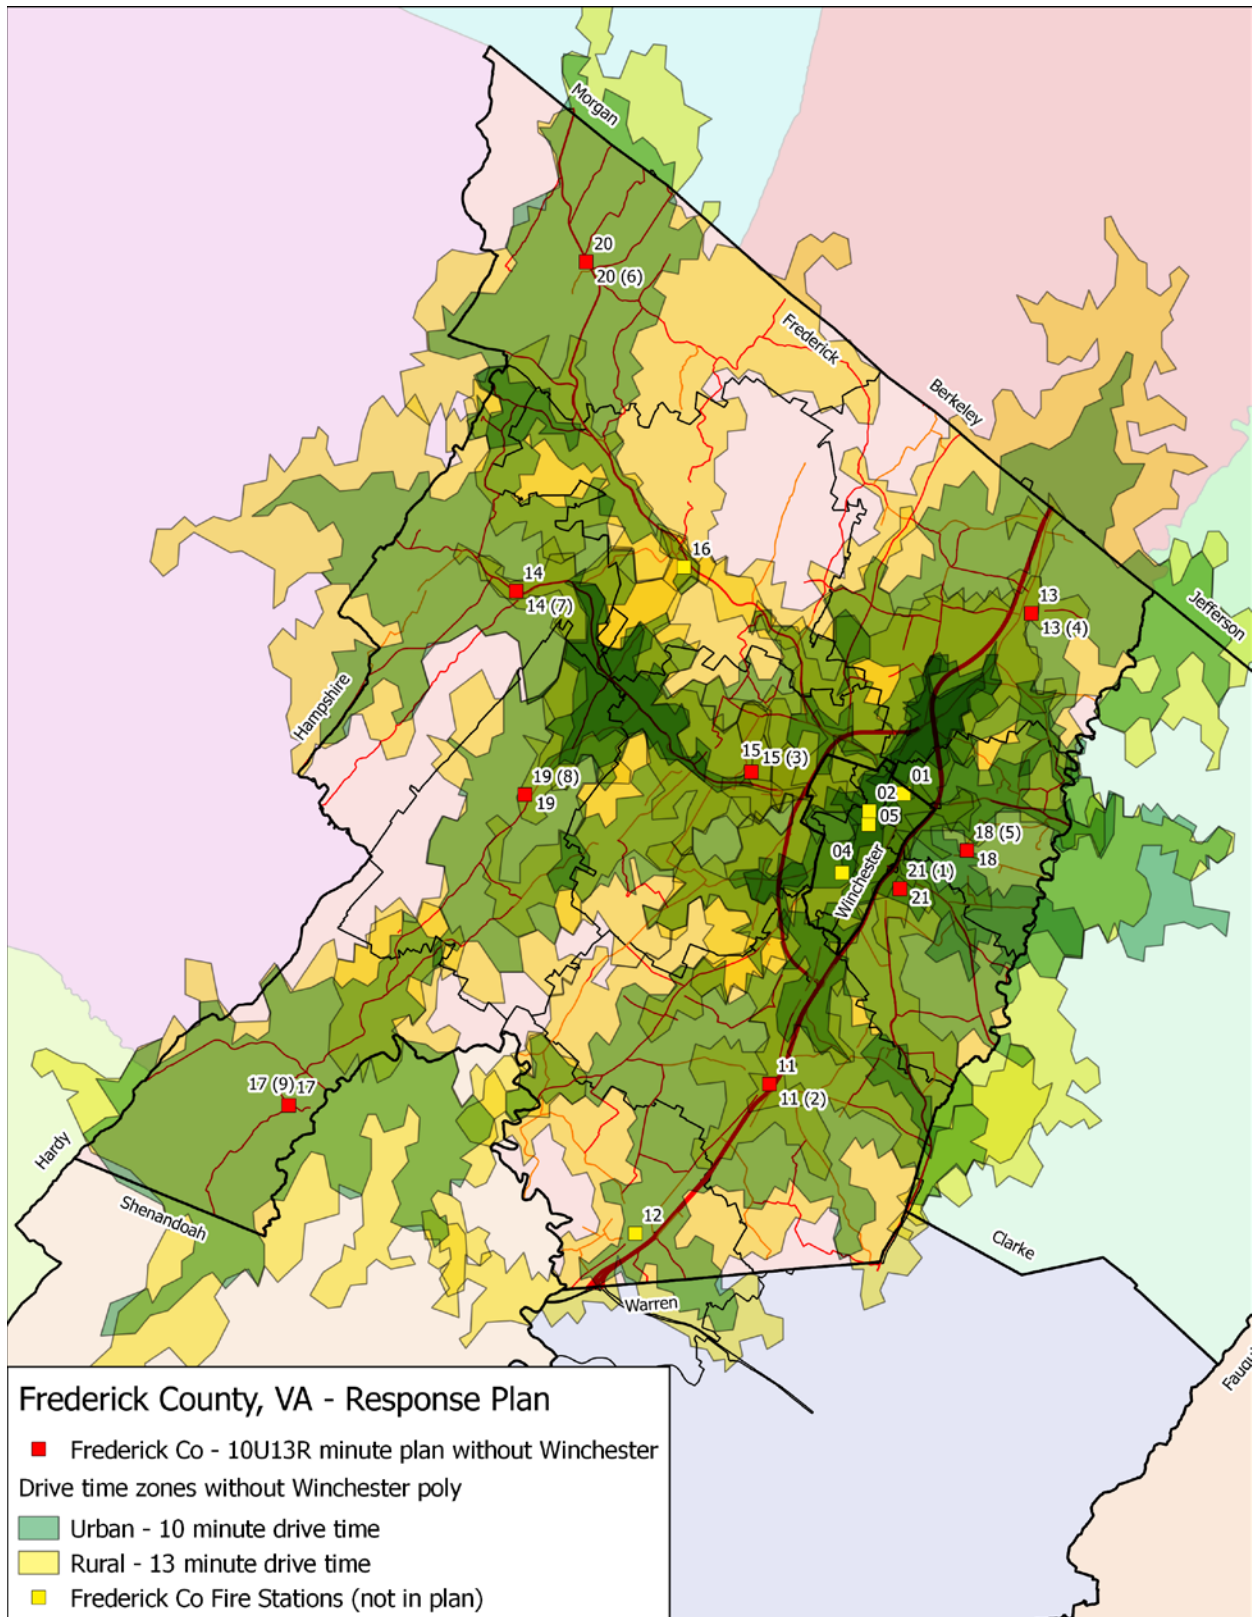 Morgan
20
20 (6)
Frederick
Berkeley
16
14
14 (7)
13
13 (4)
Jefferson
Hampshire
15
15 (3)
19 (8)
19
01
02
05
04
Winchester
18 (5)
18
21 (1)
21
11
11 (2)
17 (9)
17
Hardy
Shenandoah
12
Clarke
Warren
Fauqui
Frederick County, VA - Response Plan
Frederick Co - 10U13R minute plan without Winchester
Drive time zones without Winchester poly
Urban - 10 minute drive time
Rural - 13 minute drive time
Frederick Co Fire Stations (not in plan)